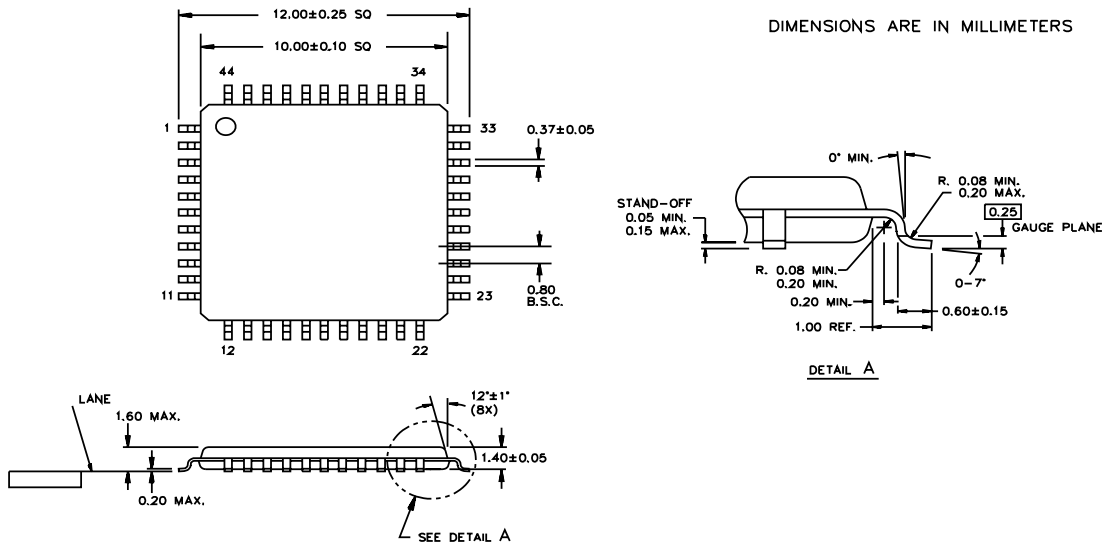 12.00±0.25 SQ
DIMENSIONS ARE IN MILLIMETERS
10.00±0.10 SQ
44
34
1
33
0.37±0.05
0° MIN.
R. 0.08 MIN.
0.20 MAX.
STAND-OFF
0.05 MIN.
0.15 MAX.
0.25
GAUGE PLANE
R. 0.08 MIN.
0.20 MIN.
0-7°
0.20 MIN.
0.60±0.15
1.00 REF.
11
23
0.80
B.S.C.
12
22
DETAIL A
LANE
1.60 MAX.
12°±1°
(8X)
1.40±0.05
0.20 MAX.
SEE DETAIL A